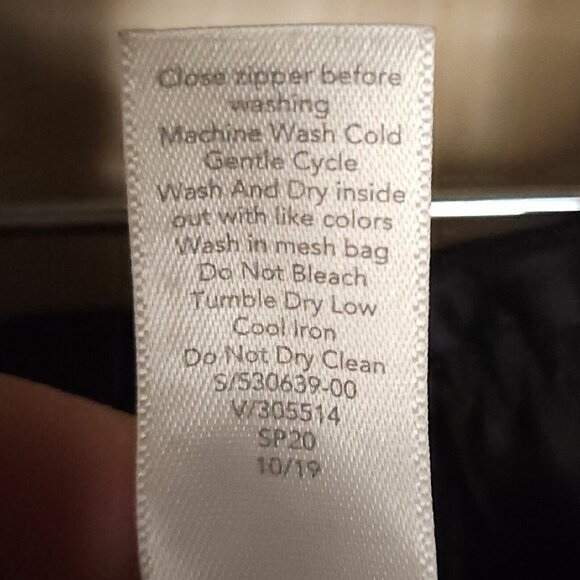 Close zipper before
washing
Machine Wash Cold
Gentle Cycle
Wash And Dry inside
out with like colors
Wash in mesh bag
Do Not Bleach
Tumble Dry Low
Cool Iron
Do Not Dry Clean
S/530639-00
V/305514
SP20
10/19